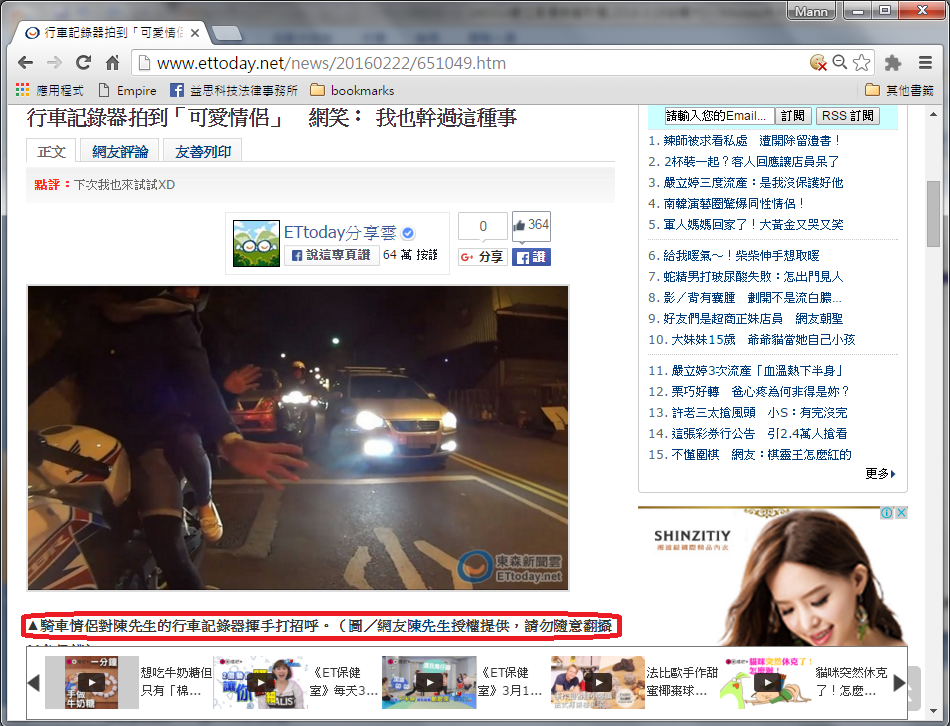 Mann
行車記錄器拍到「可愛情侶
www.ettoday.net/news/20160222/651049.htm
應用程式 Empire 益思科技法律事務所 bookmarks 其他書籤
行車記錄器拍到「可愛情侶」 網笑： 我也幹過這種事
正文 網友評論 友善列印
點評：下次我也來試試XD
ETtoday分享雲
說這專頁讚 64 萬 按讚
0 364
分享 讚
東森新聞雲
ETtoday.net
▲騎車情侶對陳先生的行車記錄器揮手打招呼。（圖／網友陳先生授權提供，請勿隨意翻攝
請輸入您的Email... 訂閱 RSS 訂閱
1. 辣師被求看私處 遭開除留遺書！
2. 2杯裝一起？客人回應讓店員呆了
3. 嚴立婷三度流產：是我沒保護好他
4. 南韓演藝圈驚爆同性情侶！
5. 軍人媽媽回家了！大黃金又哭又笑
6. 給我暖氣～！柴柴伸手想取暖
7. 蛇精男打玻尿酸失敗：怎出門見人
8. 影／背有囊腫 劃開不是流白膿...
9. 好友們是超商正妹店員 網友朝聖
10. 大妹妹15歲 爺爺貓當她自己小孩
11. 嚴立婷3次流產「血溫熱下半身」
12. 栗巧好轉 爸心疼為何非得是妳？
13. 許老三太搶風頭 小S：有完沒完
14. 這張彩券行公告 引2.4萬人搶看
15. 不懂圍棋 網友：棋靈王怎麼紅的
更多
SHINZITIY
一分鐘
手做
棉花糖
想吃牛奶糖但
只有「棉...
《ET保健
室》每天3...
《ET保健
室》3月1...
法比歐手作甜
蜜椰棗球...
貓咪突然休克了！
貓咪突然休克
了！怎麼...